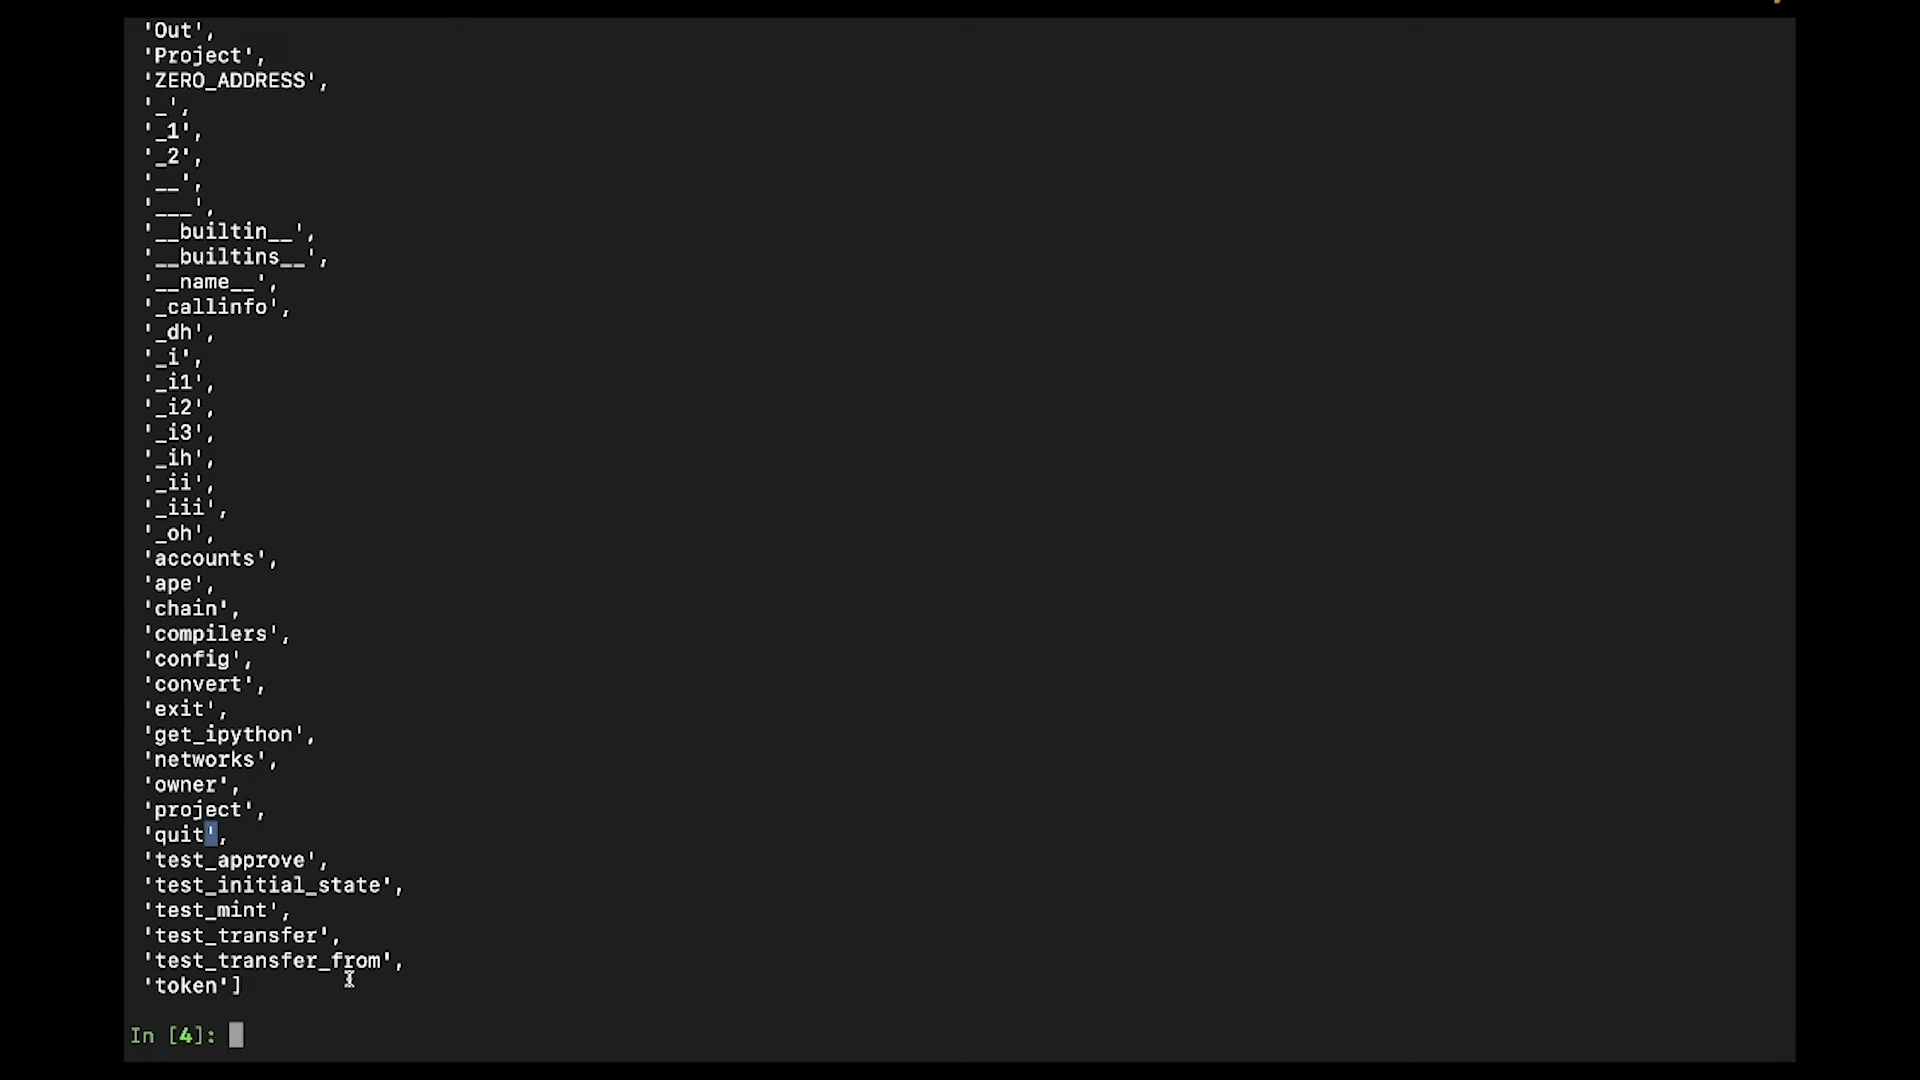 'Out',
'Project',
'ZERO_ADDRESS',
'_',
'_1',
'_2',
'__',
'___',
'__builtin__',
'__builtins__',
'__name__',
'_callinfo',
'_dh',
'_i',
'_i1',
'_i2',
'_i3',
'_ih',
'_ii',
'_iii',
'_oh',
'accounts',
'ape',
'chain',
'compilers',
'config',
'convert',
'exit',
'get_ipython',
'networks',
'owner',
'project',
'quit',
'test_approve',
'test_initial_state',
'test_mint',
'test_transfer',
'test_transfer_from',
'token']
In [4]: